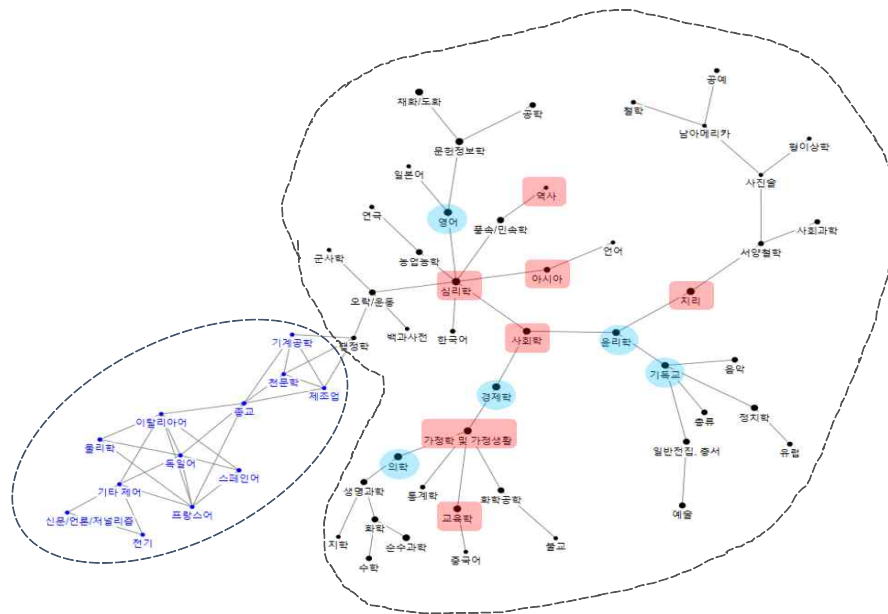 공예
재화/도화
철학
공학
남아메리카
문헌정보학
형이상학
일본어
사진술
역사
연극
영어
풍속/민속학
사회과학
언어
서양철학
군사학
농업농학
심리학
아시아
지리
오락/운동
백과사전
한국어
사회학
윤리학
기계공학
행정학
음악
기독교
천문학
제조업
경제학
종교
이탈리아어
총류
정치학
가정학 및 가정생활
물리학
일반전집, 총서
유럽
독일어
의학
스페인어
기타 제어
생명과학
통계학
화학공학
프랑스어
신문/언론/저널리즘
교육학
예술
화학
전기
지학
순수과학
불교
중국어
수학